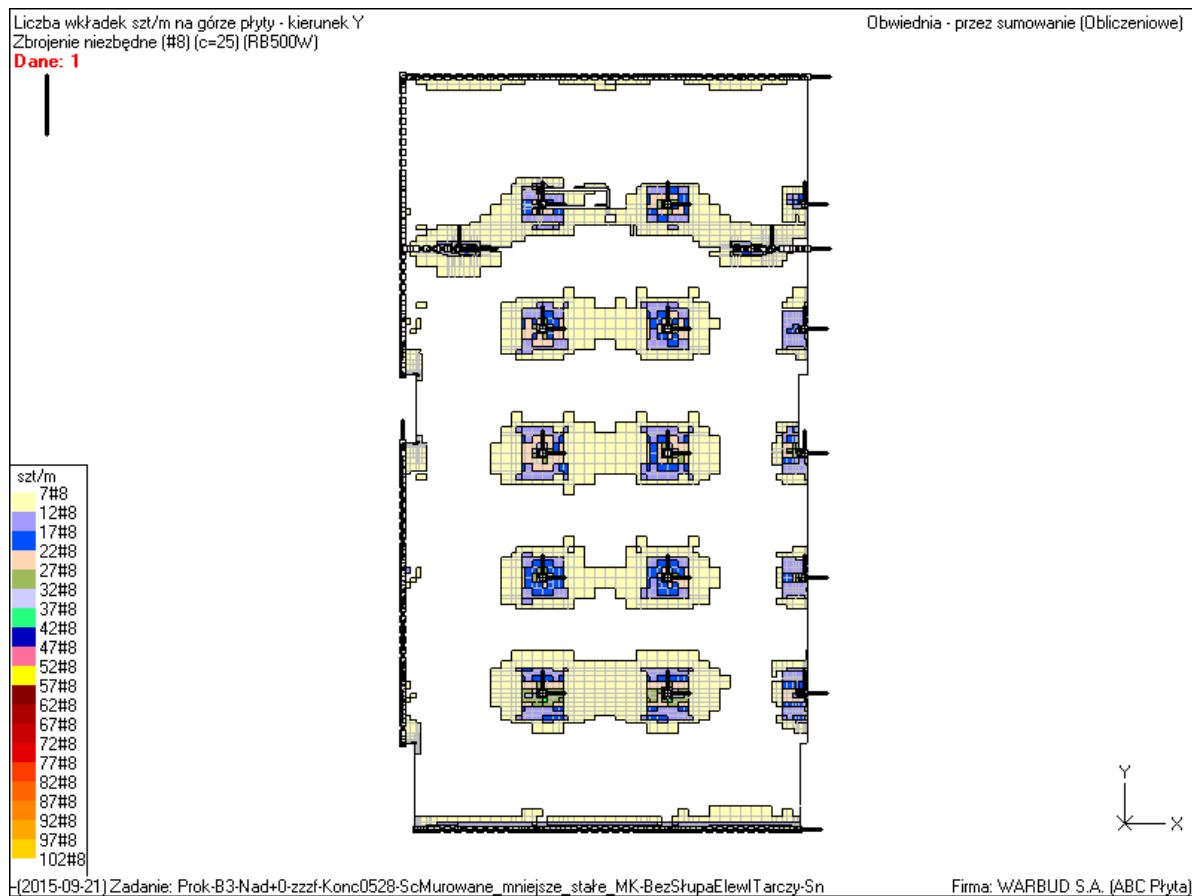 Liczba wkładek szt/m na górze płyty - kierunek Y
Obwiednia - przez sumowanie (Obliczeniowe)
Zbrojenie niezbędne (#8) (c=25) (RB500W)
Dane: 1
szt/m
7#8
12#8
17#8
22#8
27#8
32#8
37#8
42#8
47#8
52#8
57#8
62#8
67#8
72#8
77#8
82#8
87#8
92#8
97#8
102#8
Y
X
-(2015-09-21) Zadanie: Prok-B3-Nad+0-zzzf-Konc0528-ScMurowane_mniejsze_stałe_MK-BezSłupaElewITarczy-Sn
Firma: WARBUD S.A. (ABC Płyta)